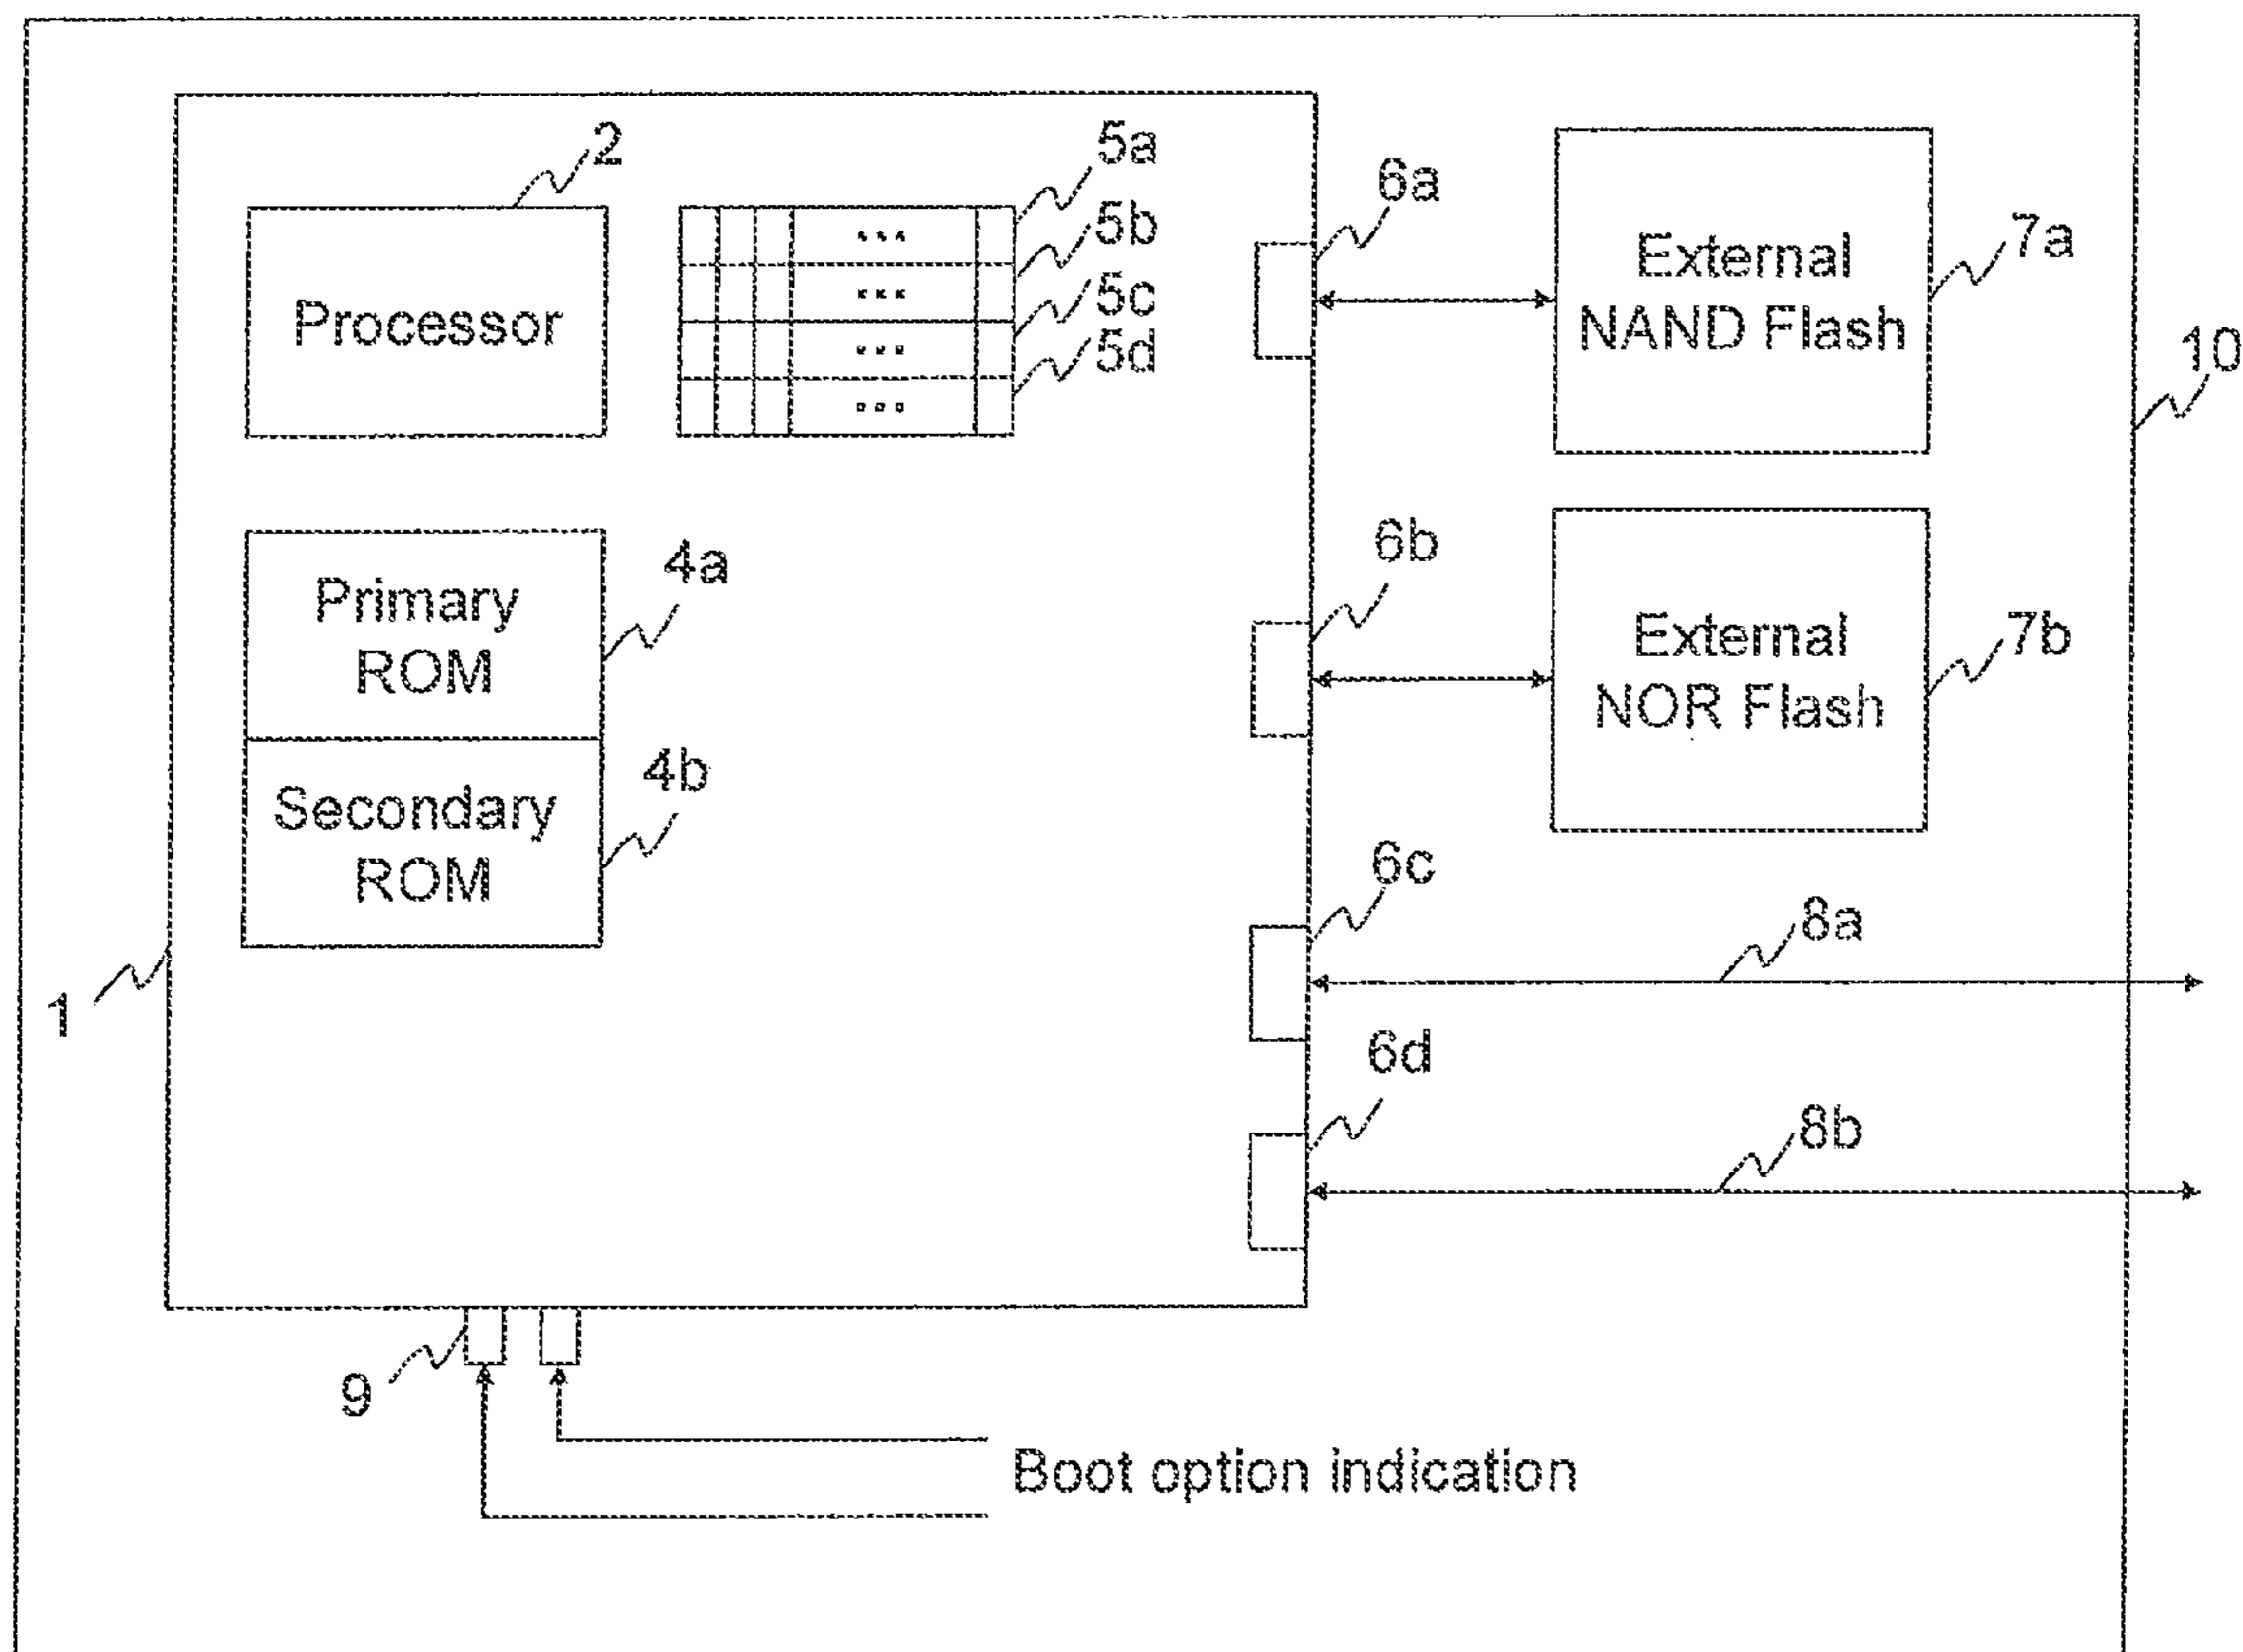 2
5a
5b
5c
5d
6a
7a
10
Processor
External
NAND Flash
4a
Primary
ROM
6b
External
NOR Flash
7b
4b
Secondary
ROM
6c
8a
1
6d
8b
9
Boot option indication